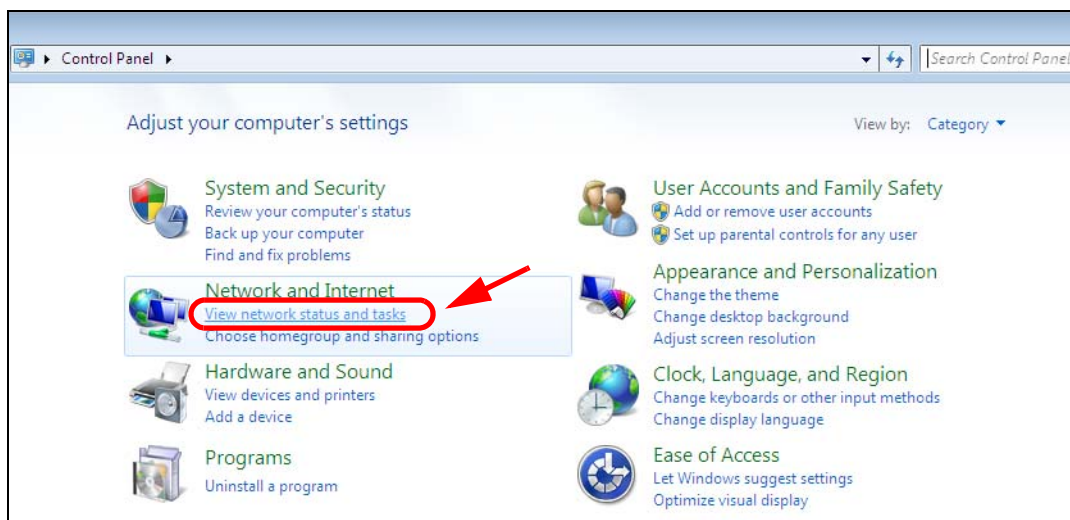 Control Panel
Search Control Panel
Adjust your computer's settings
View by: Category
System and Security
Review your computer's status
Back up your computer
Find and fix problems
Network and Internet
View network status and tasks
Choose homegroup and sharing options
Hardware and Sound
View devices and printers
Add a device
Programs
Uninstall a program
User Accounts and Family Safety
Add or remove user accounts
Set up parental controls for any user
Appearance and Personalization
Change the theme
Change desktop background
Adjust screen resolution
Clock, Language, and Region
Change keyboards or other input methods
Change display language
Ease of Access
Let Windows suggest settings
Optimize visual display